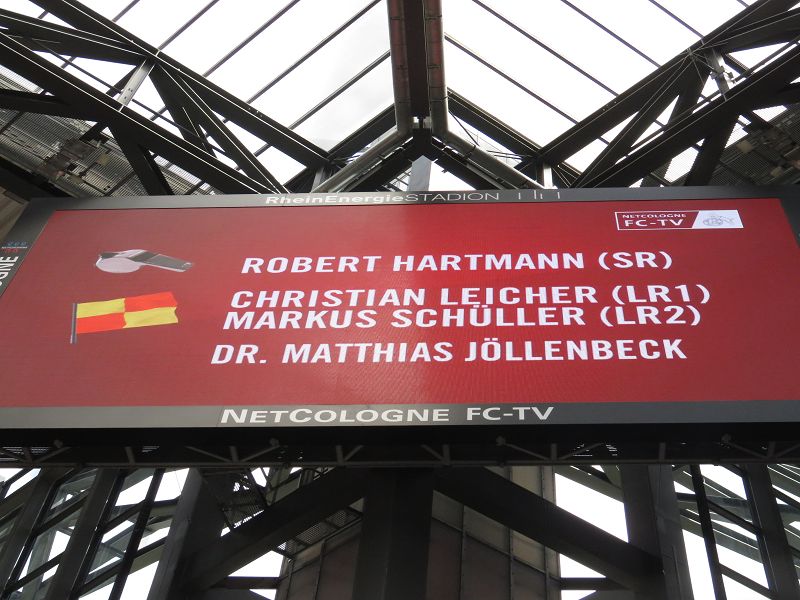 RheinEnergieSTADION
NETCOLOGNE
FC-TV
ROBERT HARTMANN (SR)
CHRISTIAN LEICHER (LR1)
MARKUS SCHÜLLER (LR2)
DR. MATTHIAS JÖLLENBECK
NETCOLOGNE FC-TV